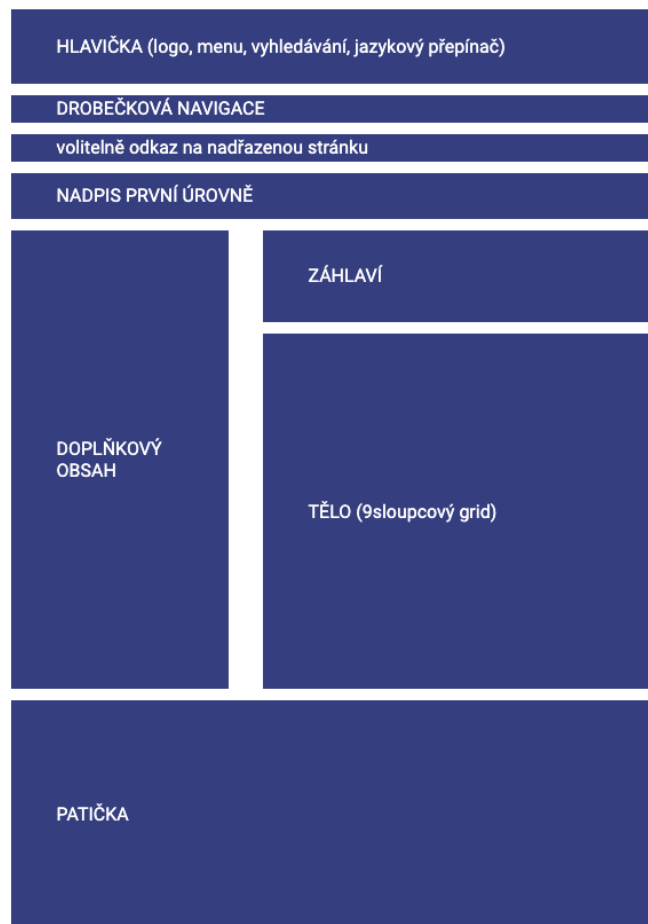 HLAVIČKA (logo, menu, vyhledávání, jazykový přepínač)
DROBEČKOVÁ NAVIGACE
volitelně odkaz na nadřazenou stránku
NADPIS PRVNÍ ÚROVNĚ
ZÁHLAVÍ
DOPLŇKOVÝ
OBSAH
TĚLO (9sloupcový grid)
PATIČKA